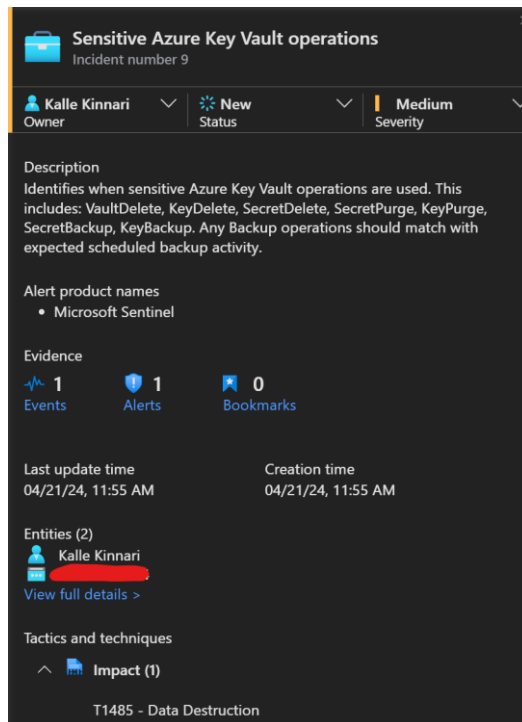 Sensitive Azure Key Vault operations
Incident number 9
Kalle Kinnari
Owner
New
Status
Medium
Severity
Description
Identifies when sensitive Azure Key Vault operations are used. This
includes: VaultDelete, KeyDelete, SecretDelete, SecretPurge, KeyPurge,
SecretBackup, KeyBackup. Any Backup operations should match with
expected scheduled backup activity.
Alert product names
• Microsoft Sentinel
Evidence
1 1 0
Events Alerts Bookmarks
Last update time Creation time
04/21/24, 11:55 AM 04/21/24, 11:55 AM
Entities (2)
Kalle Kinnari
View full details >
Tactics and techniques
Impact (1)
T1485 - Data Destruction